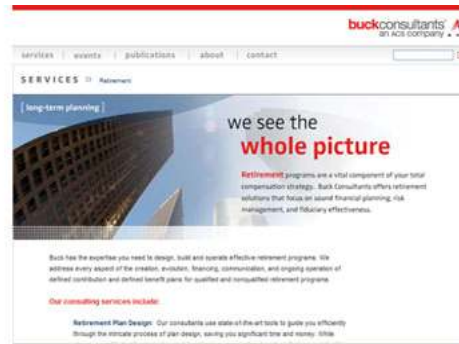 buckconsultants'
an ACS company
services | events | publications | about | contact
SERVICES » Retirement
[ long-term planning ]
we see the
whole picture
Retirement programs are a vital component of your total
compensation strategy. Buck Consultants offers retirement
solutions that focus on sound financial planning, risk
management, and fiduciary effectiveness.
Buck has the expertise you need to design, build and operate effective retirement programs. We
address every aspect of the creation, evolution, financing, communication, and ongoing operation of
defined contribution and defined benefit plans for qualified and nonqualified retirement programs.
Our consulting services include:
Retirement Plan Design: Our consultants use state-of-the-art tools to guide you efficiently
through the intricate process of plan design, saving you significant time and money. While